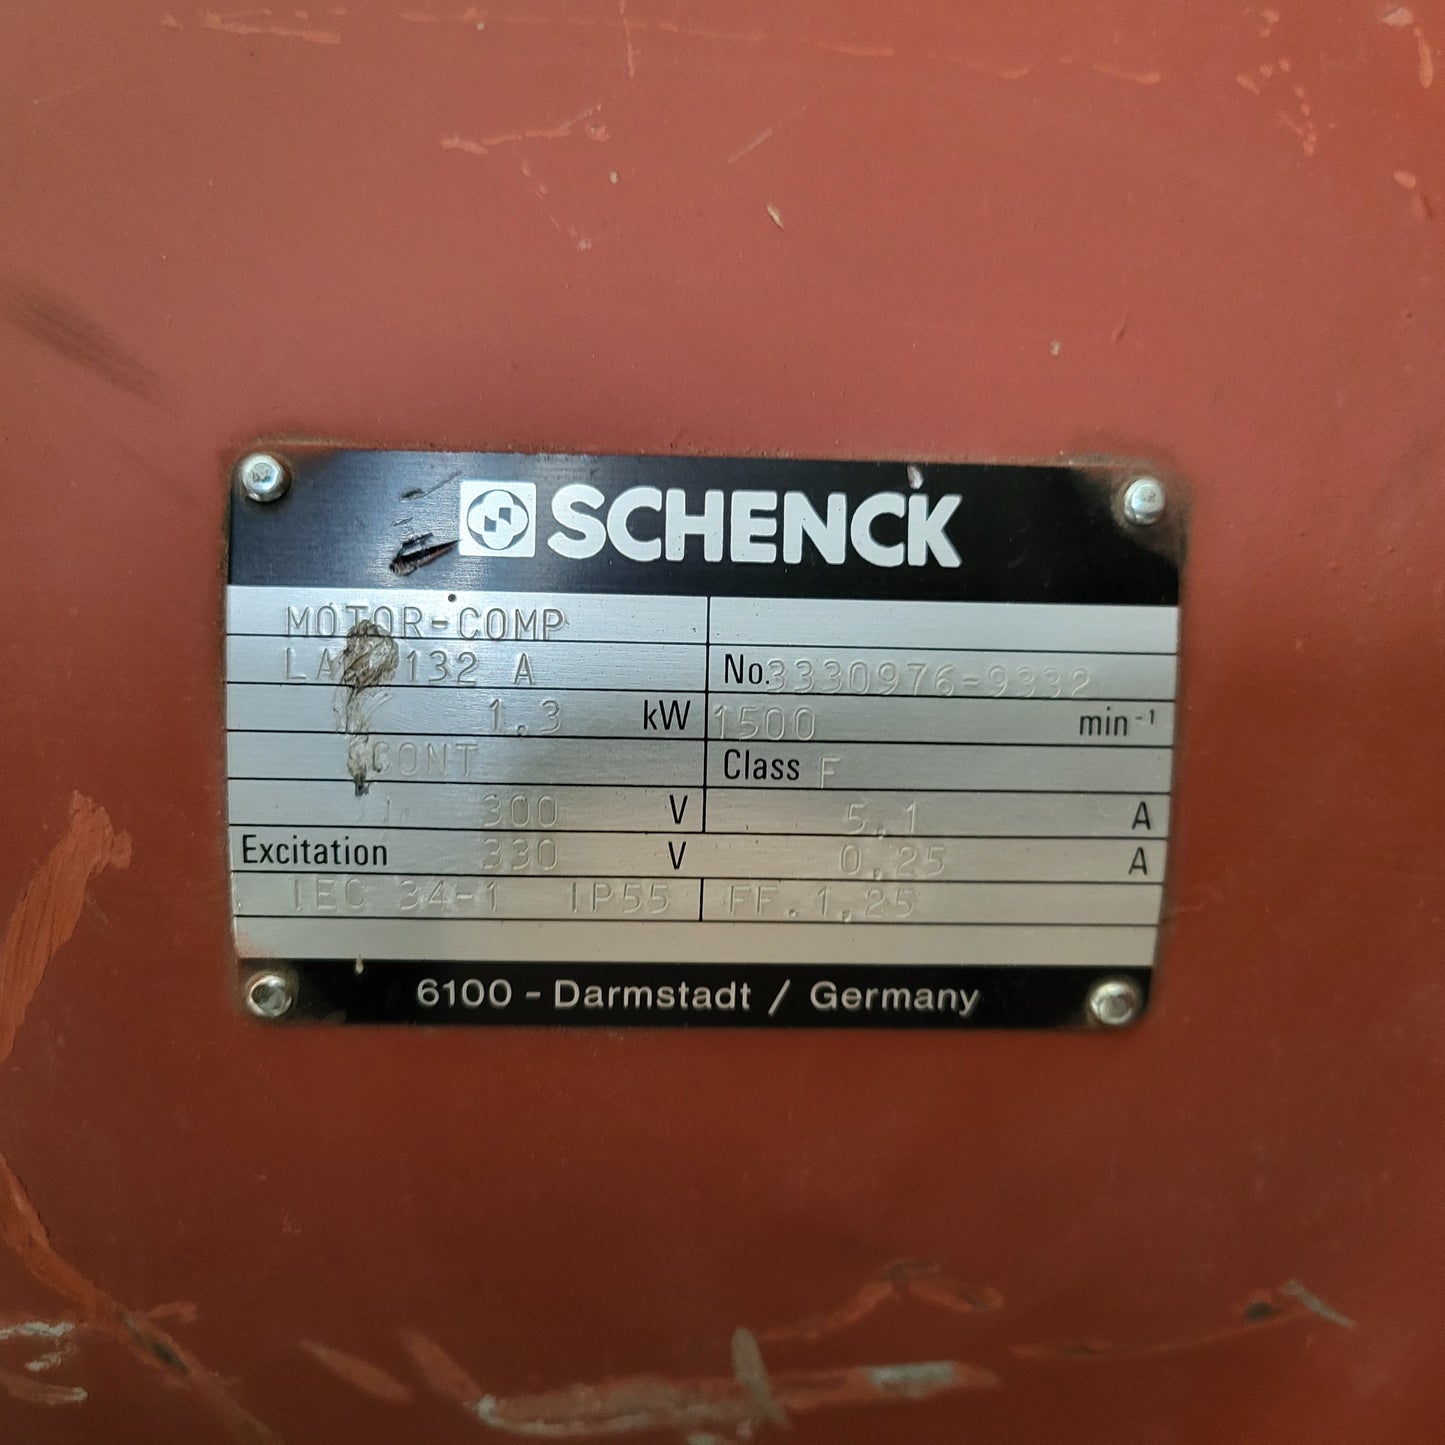 SCHENCK
MOTOR-COMP
132 A No. 3330976-9332
1,3 kW 1500 min⁻¹
CONT Class F
300 V 5,1 A
Excitation 330 V 0,25 A
IEC 34-1 IP55 FF.1,25
6100 - Darmstadt / Germany